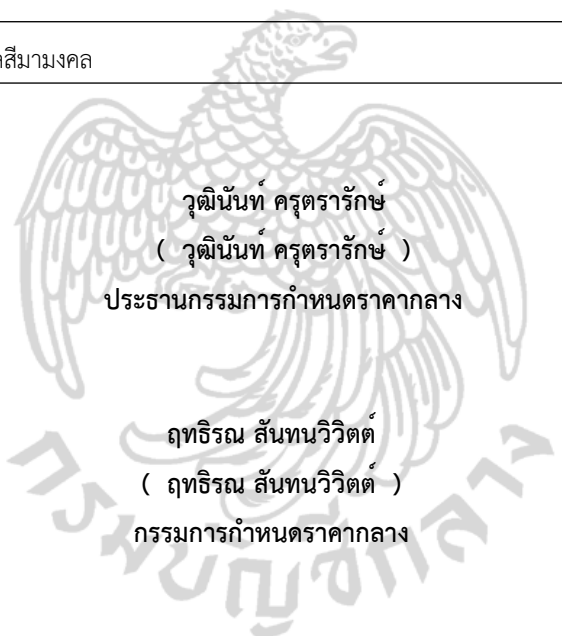 สีมามงคล
วุฒินันท์ ครุตรารักษ์
( วุฒินันท์ ครุตรารักษ์ )
ประธานกรรมการกำหนดราคากลาง
ฤทธิรณ สันทนวิวิตต์
( ฤทธิรณ สันทนวิวิตต์ )
กรรมการกำหนดราคากลาง
กรมบัญชีกลาง